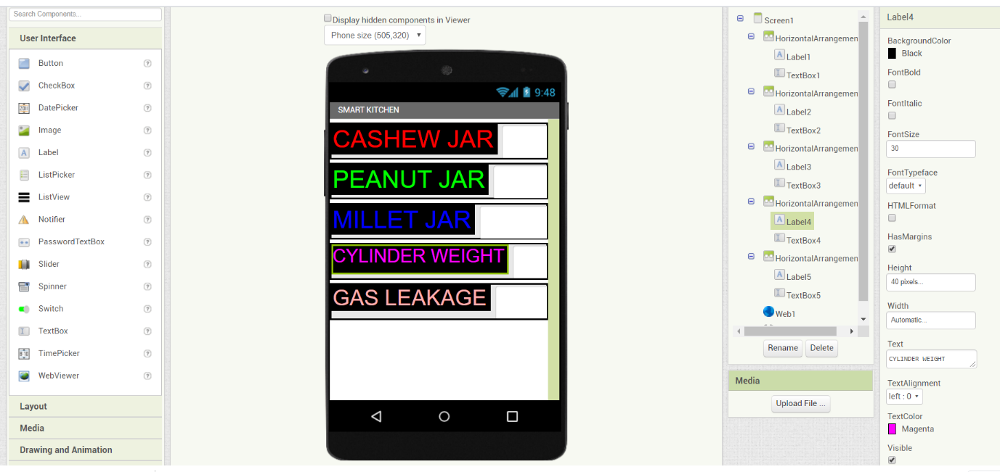 Search Components...
User Interface
Button
CheckBox
DatePicker
Image
Label
ListPicker
ListView
Notifier
PasswordTextBox
Slider
Spinner
Switch
TextBox
TimePicker
WebViewer
Layout
Media
Drawing and Animation
Display hidden components in Viewer
Phone size (505,320)
9:48
SMART KITCHEN
CASHEW JAR
PEANUT JAR
MILLET JAR
CYLINDER WEIGHT
GAS LEAKAGE
Screen1
HorizontalArrangemen
Label1
TextBox1
HorizontalArrangemen
Label2
TextBox2
HorizontalArrangemen
Label3
TextBox3
HorizontalArrangemen
Label4
TextBox4
HorizontalArrangemen
Label5
TextBox5
Web1
Rename Delete
Media
Upload File ...
Label4
BackgroundColor
Black
FontBold
FontItalic
FontSize
30
FontTypeface
default
HTMLFormat
HasMargins
Height
40 pixels...
Width
Automatic...
Text
CYLINDER WEIGHT
TextAlignment
left : 0
TextColor
Magenta
Visible